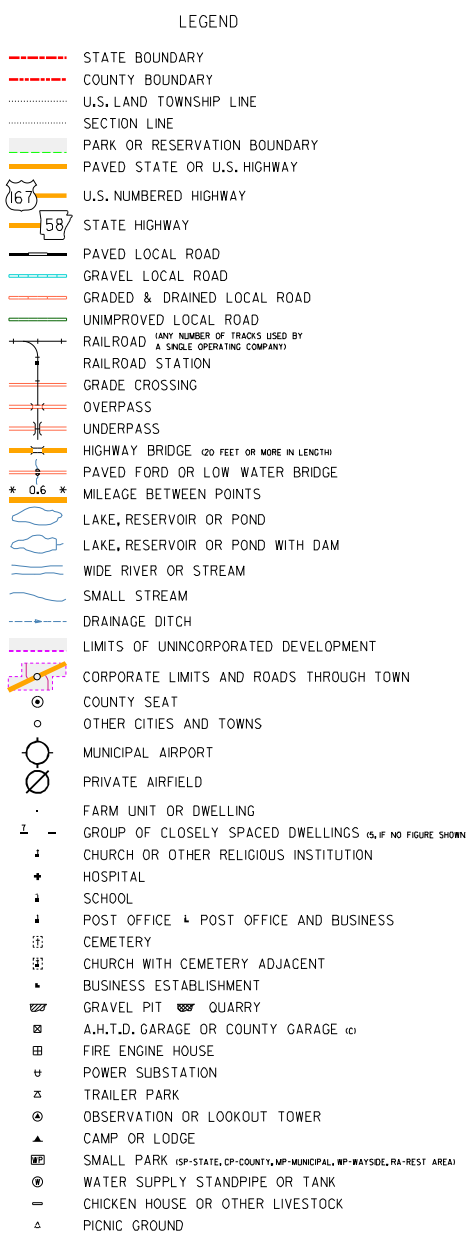 LEGEND
STATE BOUNDARY
COUNTY BOUNDARY
U.S. LAND TOWNSHIP LINE
SECTION LINE
PARK OR RESERVATION BOUNDARY
PAVED STATE OR U.S. HIGHWAY
167 U.S. NUMBERED HIGHWAY
58 STATE HIGHWAY
PAVED LOCAL ROAD
GRAVEL LOCAL ROAD
GRADED & DRAINED LOCAL ROAD
UNIMPROVED LOCAL ROAD
RAILROAD (ANY NUMBER OF TRACKS USED BY
A SINGLE OPERATING COMPANY)
RAILROAD STATION
GRADE CROSSING
OVERPASS
UNDERPASS
HIGHWAY BRIDGE (20 FEET OR MORE IN LENGTH)
PAVED FORD OR LOW WATER BRIDGE
* 0.6 * MILEAGE BETWEEN POINTS
LAKE, RESERVOIR OR POND
LAKE, RESERVOIR OR POND WITH DAM
WIDE RIVER OR STREAM
SMALL STREAM
DRAINAGE DITCH
LIMITS OF UNINCORPORATED DEVELOPMENT
CORPORATE LIMITS AND ROADS THROUGH TOWN
COUNTY SEAT
OTHER CITIES AND TOWNS
MUNICIPAL AIRPORT
PRIVATE AIRFIELD
FARM UNIT OR DWELLING
7 GROUP OF CLOSELY SPACED DWELLINGS (5, IF NO FIGURE SHOWN
CHURCH OR OTHER RELIGIOUS INSTITUTION
HOSPITAL
SCHOOL
POST OFFICE POST OFFICE AND BUSINESS
CEMETERY
CHURCH WITH CEMETERY ADJACENT
BUSINESS ESTABLISHMENT
GRAVEL PIT QUARRY
A.H.T.D. GARAGE OR COUNTY GARAGE (C)
FIRE ENGINE HOUSE
POWER SUBSTATION
TRAILER PARK
OBSERVATION OR LOOKOUT TOWER
CAMP OR LODGE
WP SMALL PARK (SP-STATE, CP-COUNTY, MP-MUNICIPAL, WP-WAYSIDE, RA-REST AREA)
W WATER SUPPLY STANDPIPE OR TANK
CHICKEN HOUSE OR OTHER LIVESTOCK
PICNIC GROUND